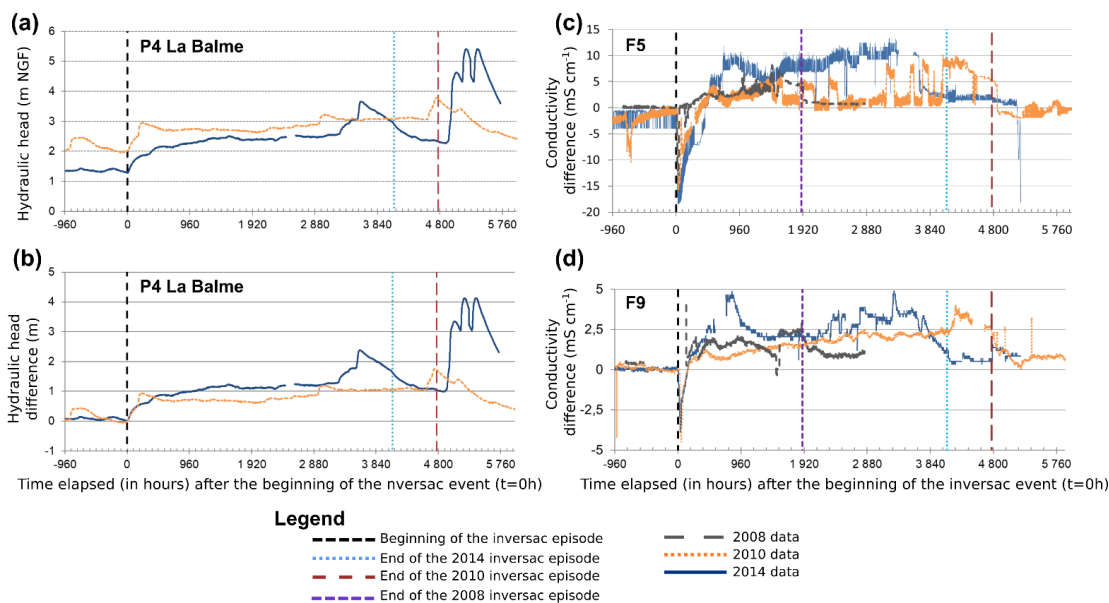 (a)
P4 La Balme
Hydraulic head (m NGF)
6
5
4
3
2
1
0
-960 0 960 1 920 2 880 3 840 4 800 5 760
(c)
F5
Conductivity
difference (mS cm-1)
15
10
5
0
-5
-10
-15
-20
-960 0 960 1 920 2 880 3 840 4 800 5 760
(b)
P4 La Balme
Hydraulic head
difference (m)
5
4
3
2
1
0
-1
-960 0 960 1 920 2 880 3 840 4 800 5 760
Time elapsed (in hours) after the beginning of the nversac event (t=0h)
(d)
F9
Conductivity
difference (mS cm-1)
5
2.5
0
-2.5
-5
-960 0 960 1 920 2 880 3 840 4 800 5 760
Time elapsed (in hours) after the beginning of the inversac event (t=0h)
Legend
Beginning of the inversac episode
End of the 2014 inversac episode
End of the 2010 inversac episode
End of the 2008 inversac episode
2008 data
2010 data
2014 data